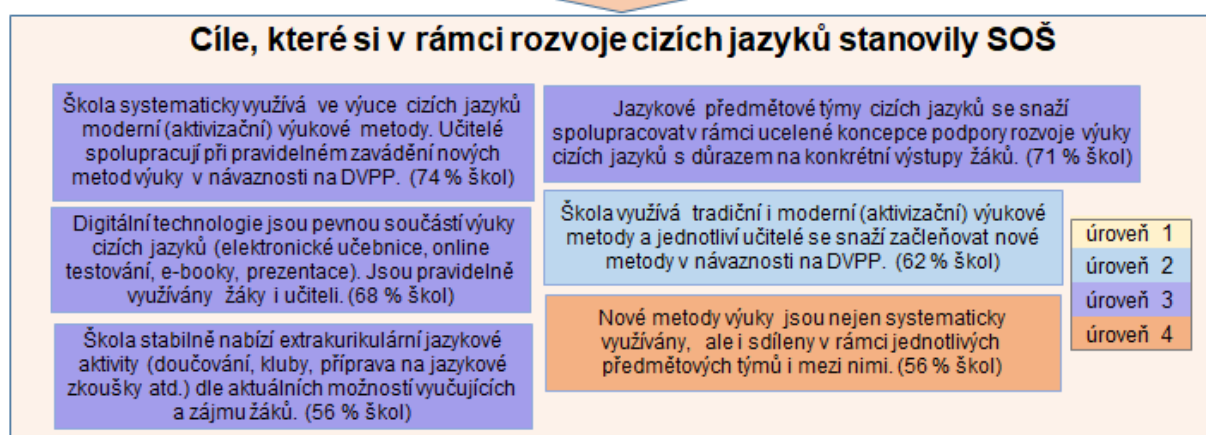 Cíle, které si v rámci rozvoje cizích jazyků stanovily SOŠ
Škola systematicky využívá ve výuce cizích jazyků
moderní (aktivizační) výukové metody. Učitelé
spolupracují při pravidelném zavádění nových
metod výuky v návaznosti na DVPP. (74 % škol)
Digitální technologie jsou pevnou součástí výuky
cizích jazyků (elektronické učebnice, online
testování, e-booky, prezentace). Jsou pravidelně
využívány žáky i učiteli. (68 % škol)
Škola stabilně nabízí extrakurikulární jazykové
aktivity (doučování, kluby, příprava na jazykové
zkoušky atd.) dle aktuálních možností vyučujících
a zájmu žáků. (56 % škol)
Jazykové předmětové týmy cizích jazyků se snaží
spolupracovat v rámci ucelené koncepce podpory rozvoje výuky
cizích jazyků s důrazem na konkrétní výstupy žáků. (71 % škol)
Škola využívá tradiční i moderní (aktivizační) výukové
metody a jednotliví učitelé se snaží začleňovat nové
metody v návaznosti na DVPP. (62 % škol)
Nové metody výuky jsou nejen systematicky
využívány, ale i sdíleny v rámci jednotlivých
předmětových týmů i mezi nimi. (56 % škol)
úroveň 1
úroveň 2
úroveň 3
úroveň 4